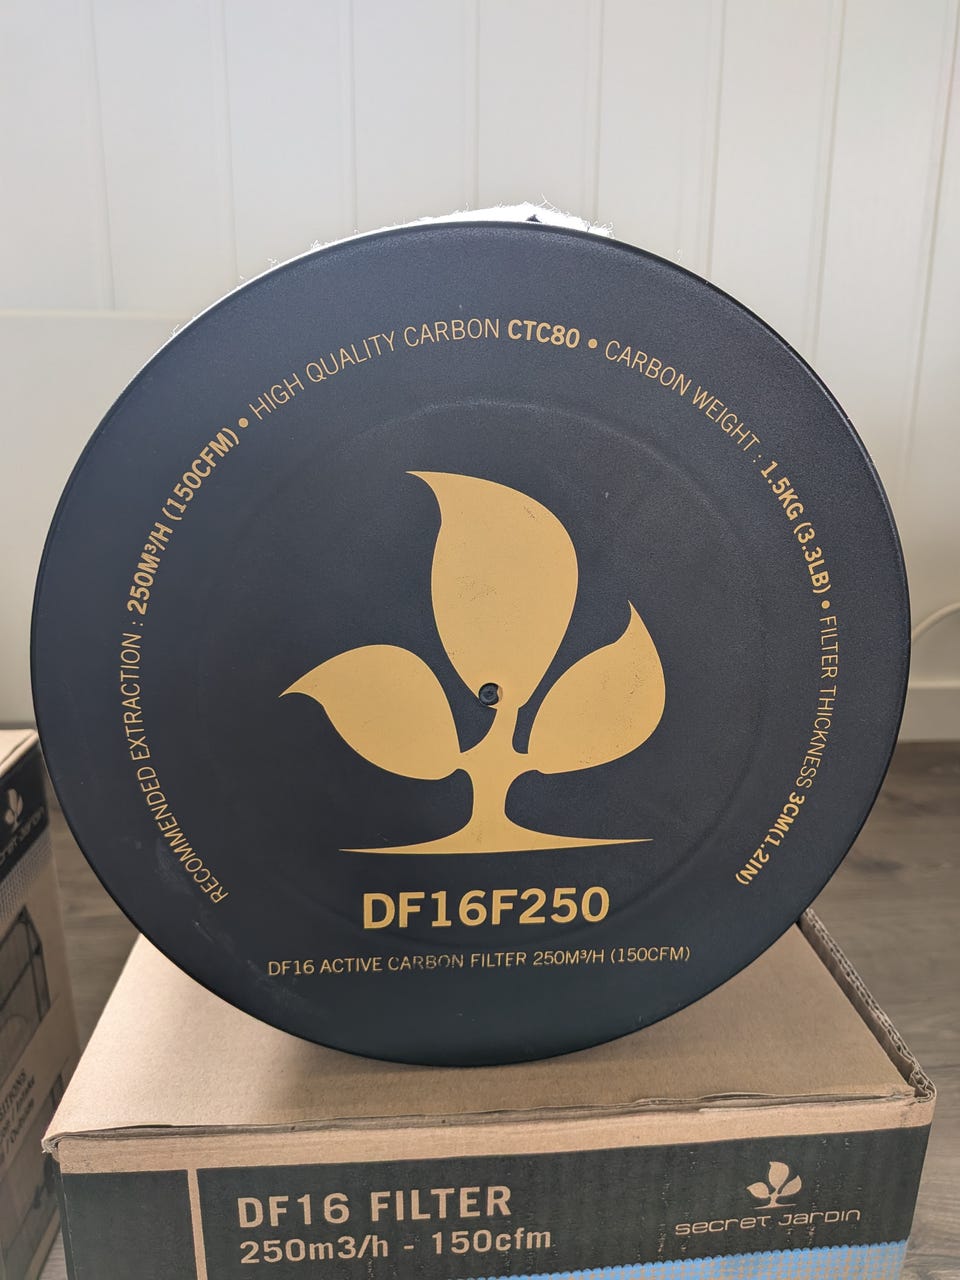 RECOMMENDED EXTRACTION : 250M³/H (150CFM) • HIGH QUALITY CARBON CTC80 • CARBON WEIGHT : 1.5KG (3.3LB) • FILTER THICKNESS 3CM(1.2IN)
DF16F250
DF16 ACTIVE CARBON FILTER 250M³/H (150CFM)
DF16 FILTER
250m3/h - 150cfm
secret Jardin